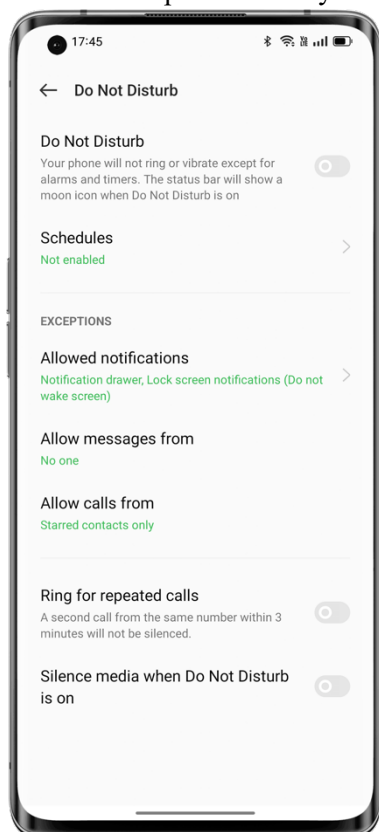 17:45
Do Not Disturb
Do Not Disturb
Your phone will not ring or vibrate except for
alarms and timers. The status bar will show a
moon icon when Do Not Disturb is on
Schedules
Not enabled
EXCEPTIONS
Allowed notifications
Notification drawer, Lock screen notifications (Do not
wake screen)
Allow messages from
No one
Allow calls from
Starred contacts only
Ring for repeated calls
A second call from the same number within 3
minutes will not be silenced.
Silence media when Do Not Disturb
is on